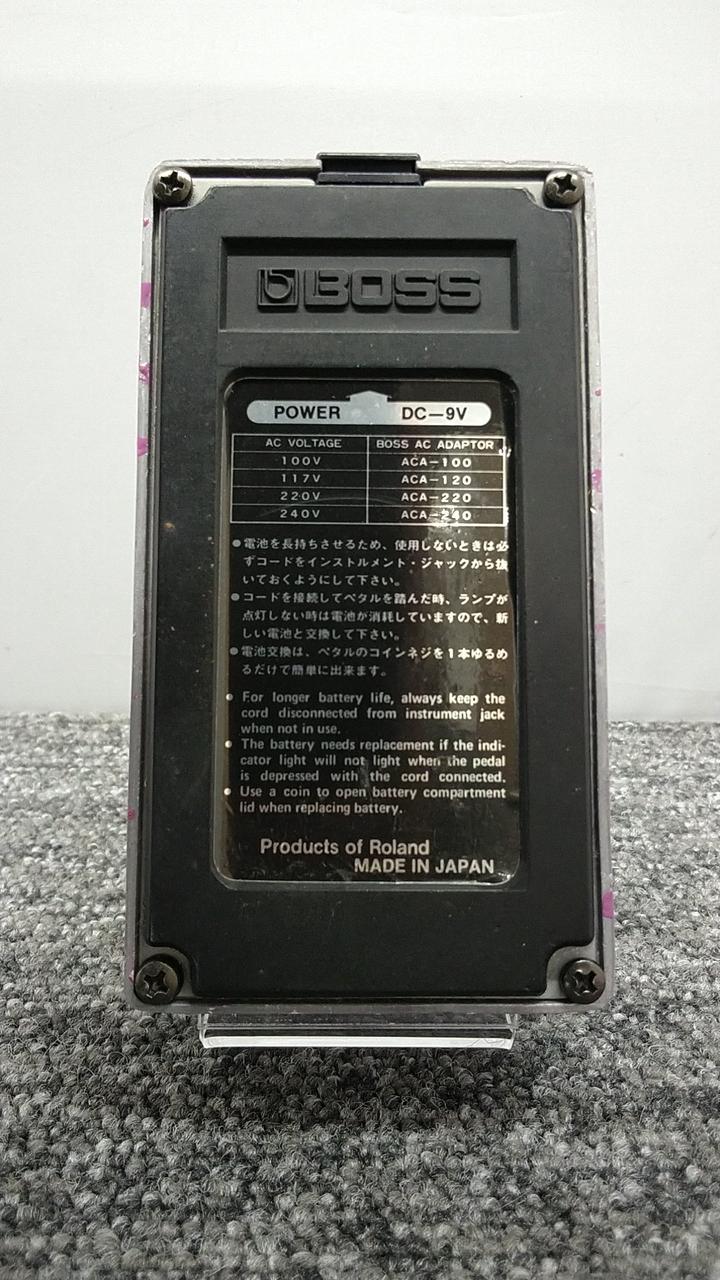 BOSS
POWER DC—9V
AC VOLTAGE BOSS AC ADAPTOR
100V ACA—100
117V ACA—120
220V ACA—220
240V ACA—240
●電池を長持ちさせるため、使用しないときは必
ずコードをインストルメント・ジャックから抜
いておくようにして下さい。
●コードを接続してペタルを踏んだ時、ランプが
点灯しない時は電池が消耗していますので、新
しい電池と交換して下さい。
●電池交換は、ペタルのコインネジを1本ゆるめ
るだけで簡単に出来ます。
• For longer battery life, always keep the
cord disconnected from instrument jack
when not in use.
• The battery needs replacement if the indi-
cator light will not light when the pedal
is depressed with the cord connected.
• Use a coin to open battery compartment
lid when replacing battery.
Products of Roland
MADE IN JAPAN